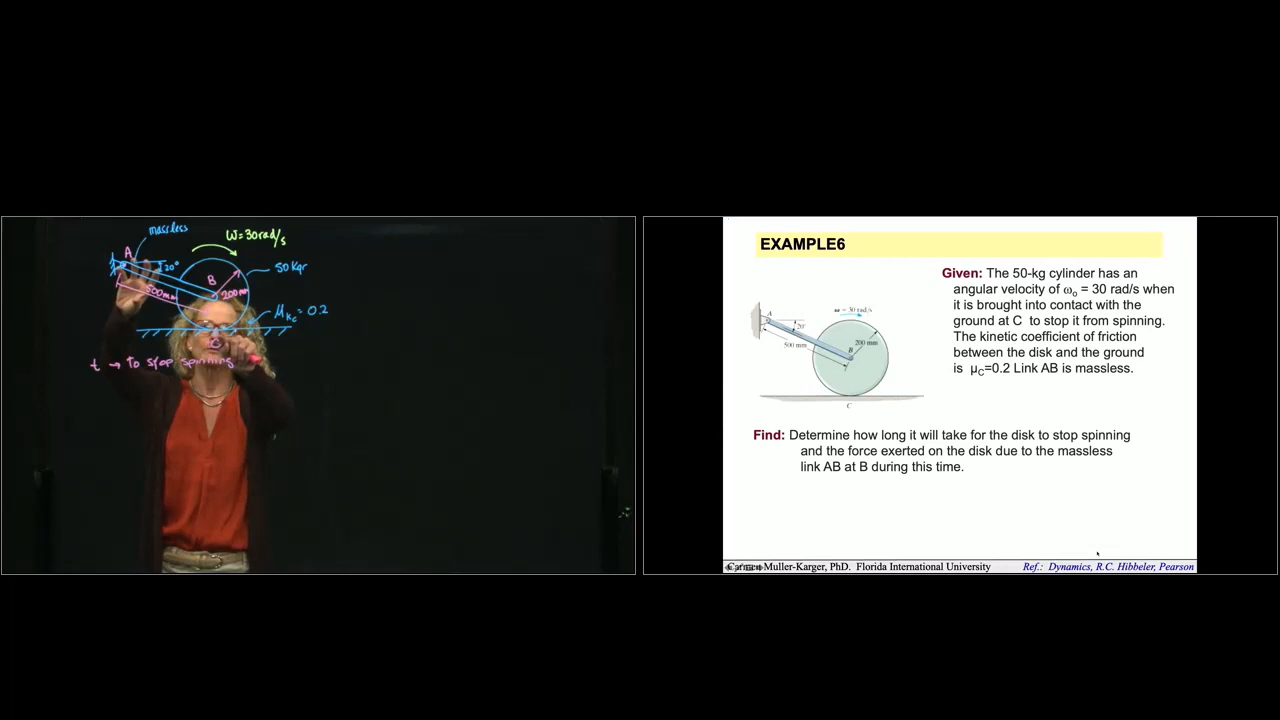 massless
ω=30rad/s
A
20°
50 Kgr
B
500mm
200mm
μkc=0.2
C
t → to stop spinning
EXAMPLE6
Given: The 50-kg cylinder has an
angular velocity of ωo = 30 rad/s when
it is brought into contact with the
ground at C to stop it from spinning.
The kinetic coefficient of friction
between the disk and the ground
is μC=0.2 Link AB is massless.
A
ω = 30 rad/s
20°
500 mm
B
200 mm
C
Find: Determine how long it will take for the disk to stop spinning
and the force exerted on the disk due to the massless
link AB at B during this time.
Muller-Karger, PhD. Florida International University
Ref.: Dynamics, R.C. Hibbeler, Pearson